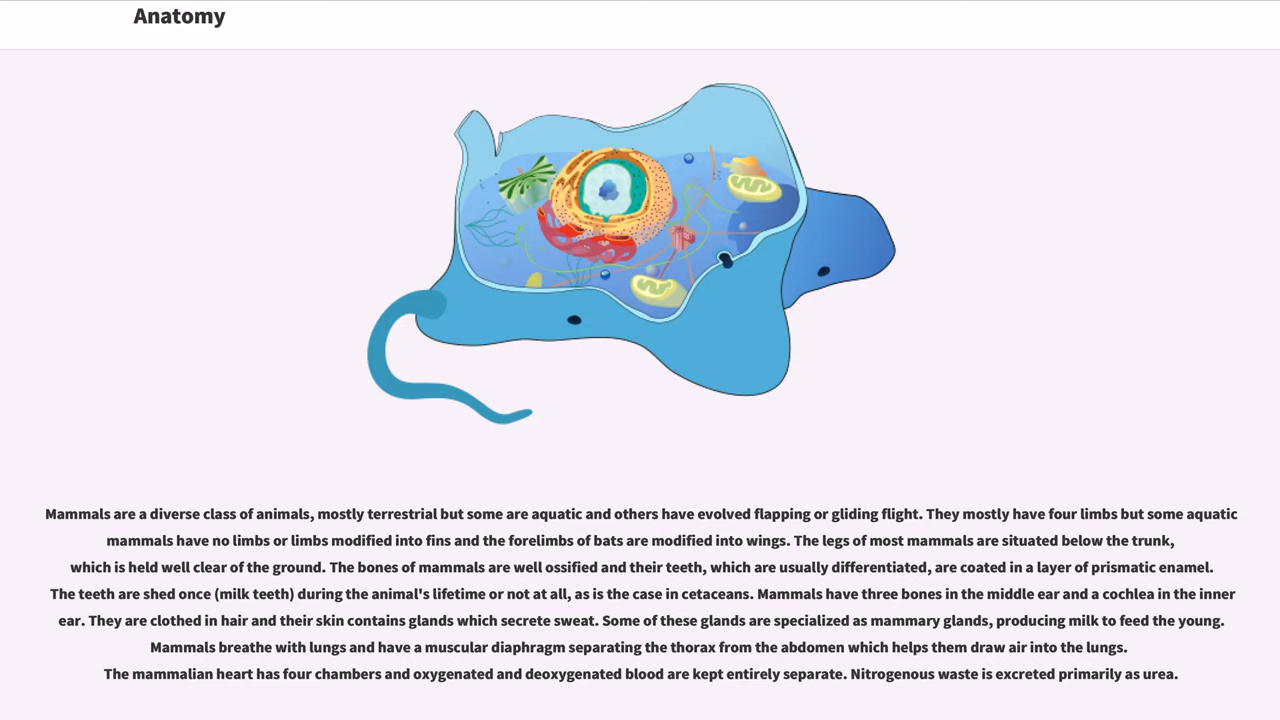 Anatomy
Mammals are a diverse class of animals, mostly terrestrial but some are aquatic and others have evolved flapping or gliding flight. They mostly have four limbs but some aquatic
mammals have no limbs or limbs modified into fins and the forelimbs of bats are modified into wings. The legs of most mammals are situated below the trunk,
which is held well clear of the ground. The bones of mammals are well ossified and their teeth, which are usually differentiated, are coated in a layer of prismatic enamel.
The teeth are shed once (milk teeth) during the animal's lifetime or not at all, as is the case in cetaceans. Mammals have three bones in the middle ear and a cochlea in the inner
ear. They are clothed in hair and their skin contains glands which secrete sweat. Some of these glands are specialized as mammary glands, producing milk to feed the young.
Mammals breathe with lungs and have a muscular diaphragm separating the thorax from the abdomen which helps them draw air into the lungs.
The mammalian heart has four chambers and oxygenated and deoxygenated blood are kept entirely separate. Nitrogenous waste is excreted primarily as urea.